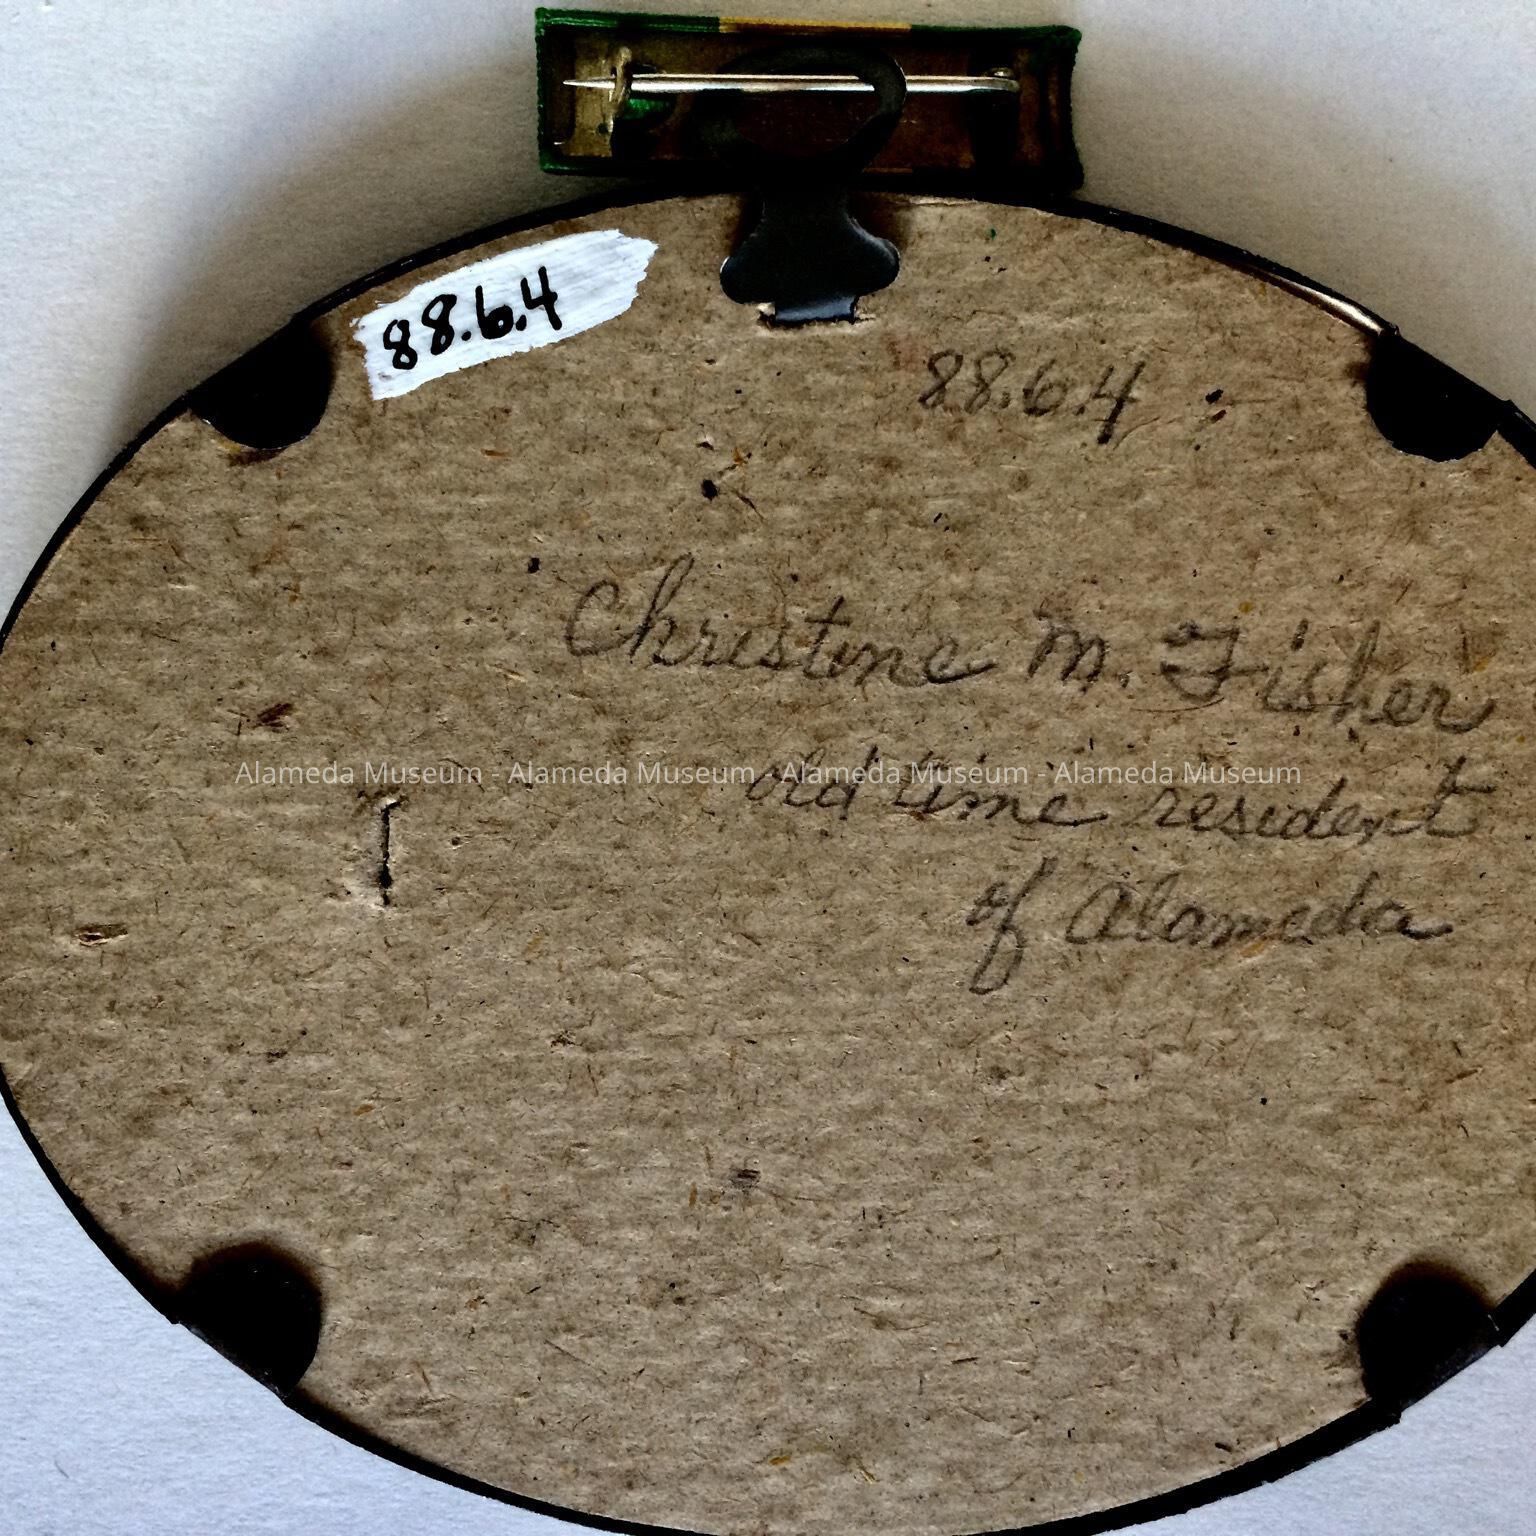 88.6.4
88.6.4
Christine M. Fisher
old time resident
of Alameda
Alameda Museum - Alameda Museum - Alameda Museum - Alameda Museum